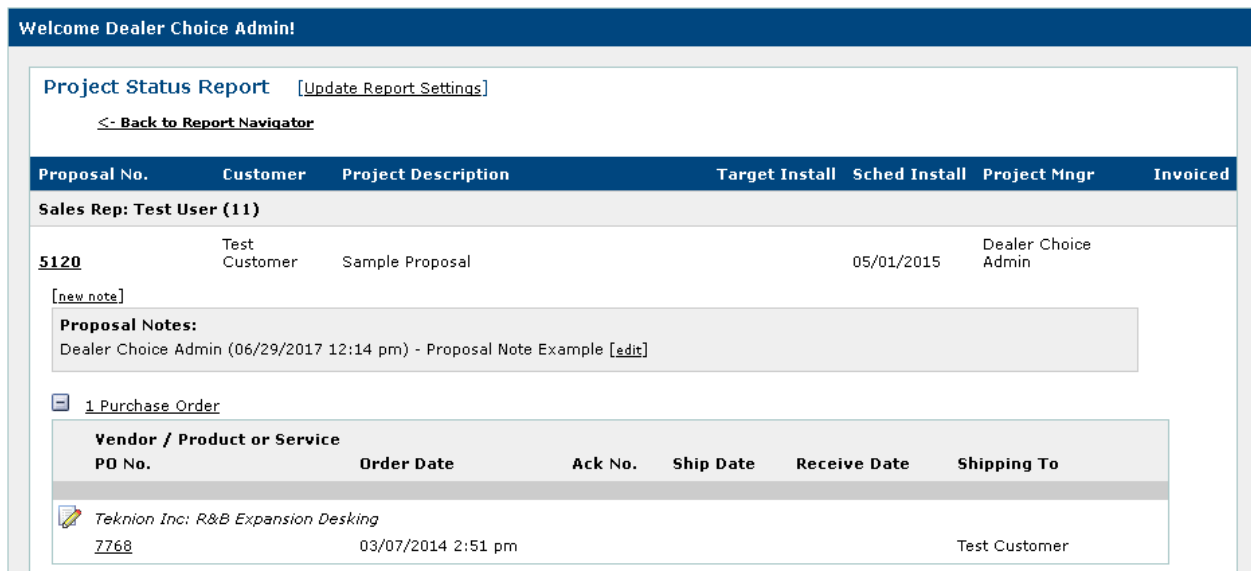 Welcome Dealer Choice Admin!
Project Status Report [Update Report Settings]
<- Back to Report Navigator
Proposal No. Customer Project Description Target Install Sched Install Project Mngr Invoiced
Sales Rep: Test User (11)
5120 Test Customer Sample Proposal 05/01/2015 Dealer Choice Admin
[new note]
Proposal Notes:
Dealer Choice Admin (06/29/2017 12:14 pm) - Proposal Note Example [edit]
1 Purchase Order
Vendor / Product or Service
PO No. Order Date Ack No. Ship Date Receive Date Shipping To
Teknion Inc: R&B Expansion Desking
7768 03/07/2014 2:51 pm Test Customer